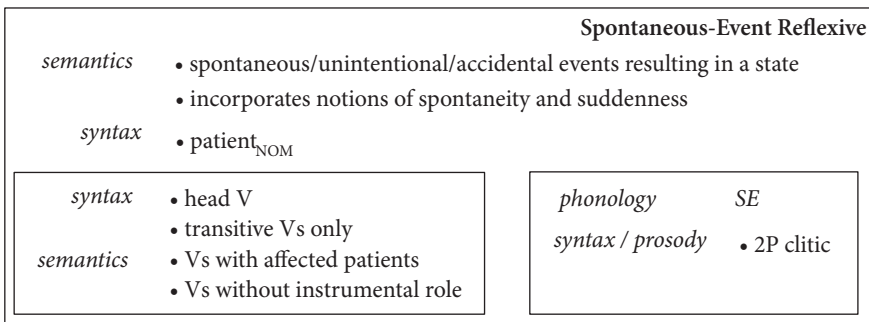 Spontaneous-Event Reflexive
semantics • spontaneous/unintentional/accidental events resulting in a state
• incorporates notions of spontaneity and suddenness
syntax • patientNOM
syntax • head V
• transitive Vs only
semantics • Vs with affected patients
• Vs without instrumental role
phonology SE
syntax / prosody • 2P clitic